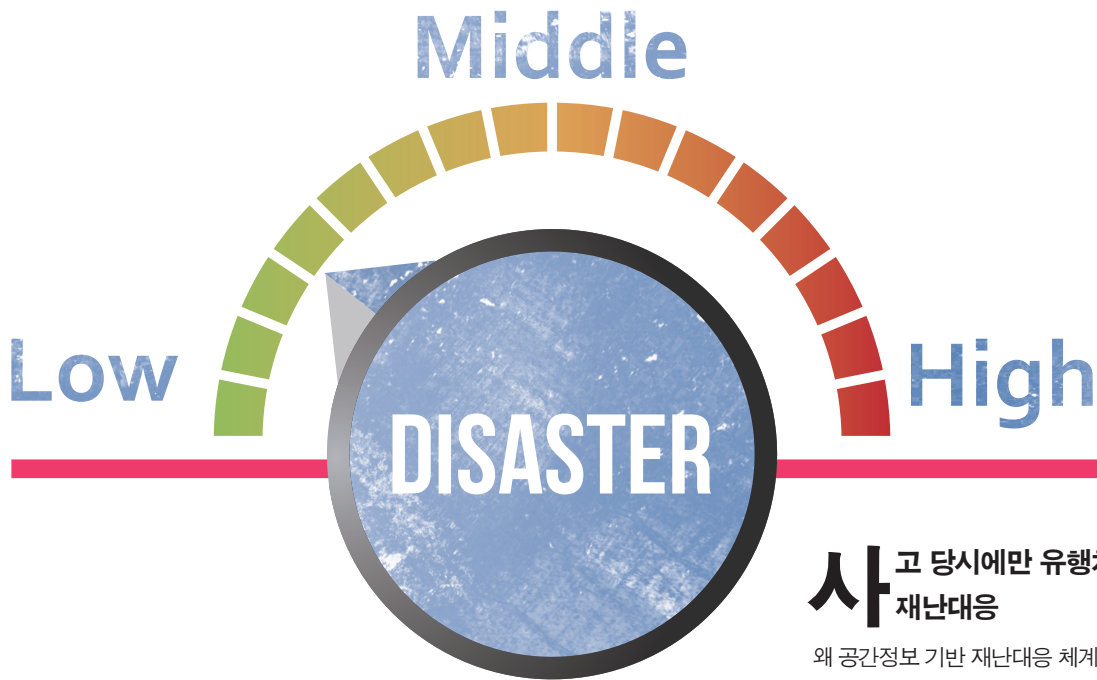 Middle
Low
High
DISASTER
사고 당시에만 유행
재난대응
왜 공간정보 기반 재난대응 체계